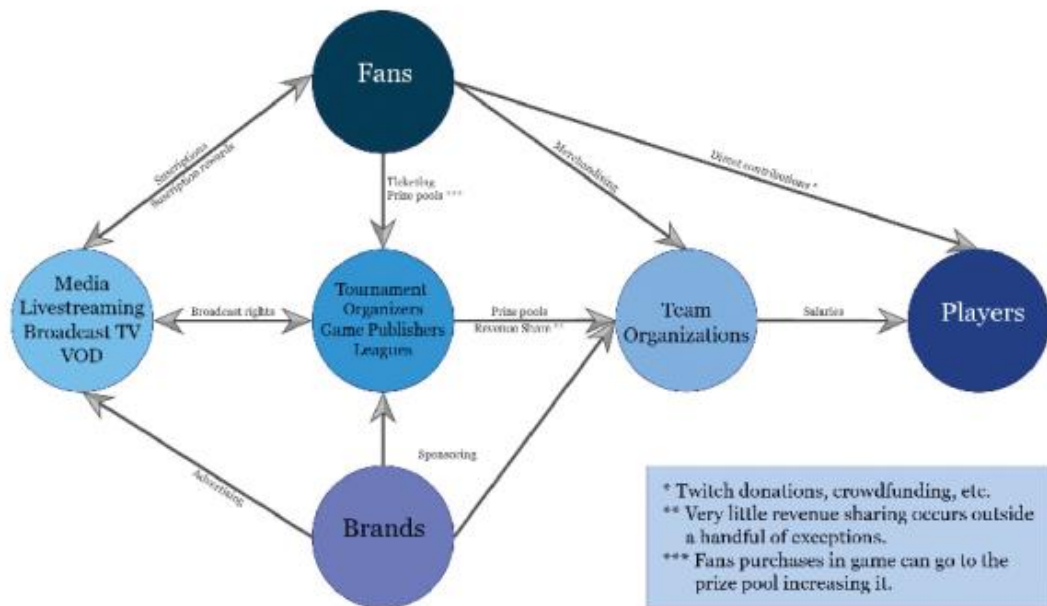 Fans
Suscriptions
Suscription rewards
Ticketing
Prize pools ***
Merchandising
Direct contributions *
Media
Livestreaming
Broadcast TV
VOD
Broadcast rights
Tournament
Organizers
Game Publishers
Leagues
Prize pools
Revenue Share **
Team
Organizations
Salaries
Players
Advertising
Sponsoring
Brands
* Twitch donations, crowdfunding, etc.
** Very little revenue sharing occurs outside
a handful of exceptions.
*** Fans purchases in game can go to the
prize pool increasing it.